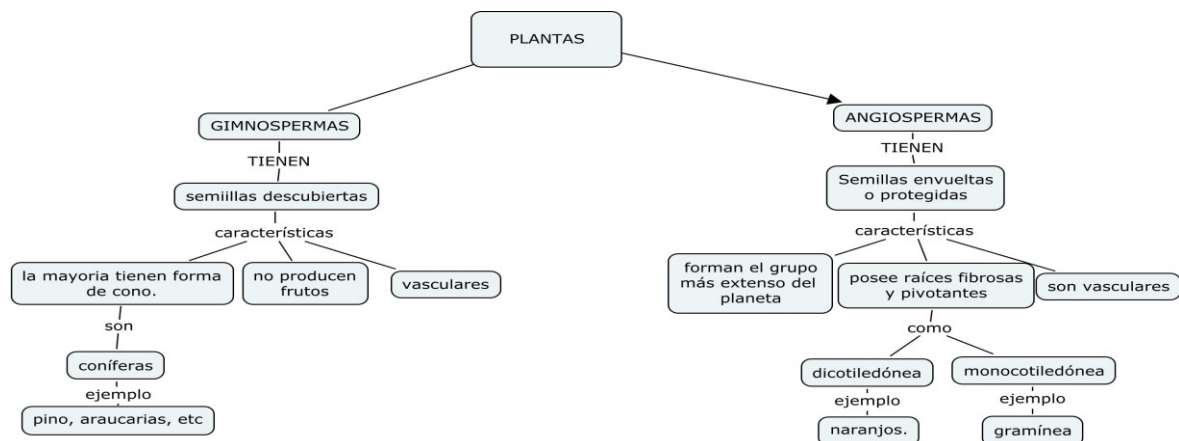 PLANTAS
GIMNOSPERMAS
TIENEN
semiillas descubiertas
características
la mayoria tienen forma
de cono.
no producen
frutos
vasculares
son
coníferas
ejemplo
pino, araucarias, etc
ANGIOSPERMAS
TIENEN
Semillas envueltas
o protegidas
características
forman el grupo
más extenso del
planeta
posee raíces fibrosas
y pivotantes
son vasculares
como
dicotiledónea
ejemplo
naranjos.
monocotiledónea
ejemplo
gramínea